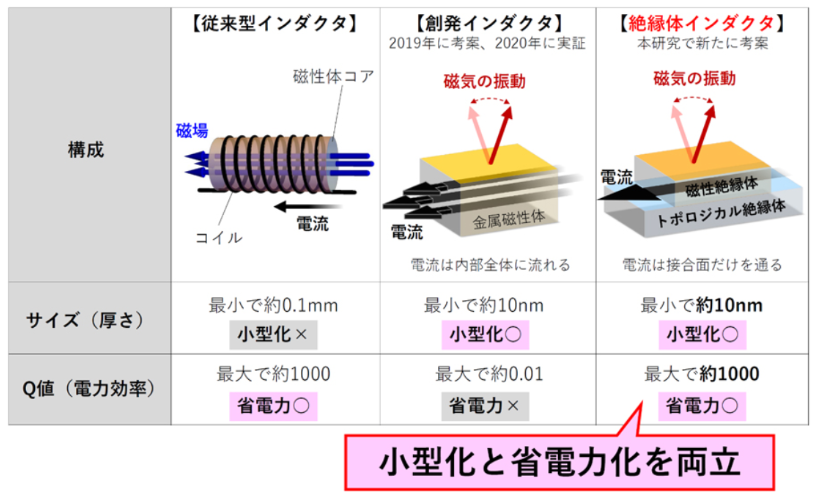 【従来型インダクタ】
【創発インダクタ】
2019年に考案、2020年に実証
【絶縁体インダクタ】
本研究で新たに考案
構成
磁性体コア
磁場
コイル
電流
磁気の振動
電流
金属磁性体
電流は内部全体に流れる
磁気の振動
電流
磁性絶縁体
トポロジカル絶縁体
電流は接合面だけを通る
サイズ（厚さ）
最小で約0.1mm
小型化×
最小で約10nm
小型化○
最小で約10nm
小型化○
Q値（電力効率）
最大で約1000
省電力○
最大で約0.01
省電力×
最大で約1000
省電力○
小型化と省電力化を両立